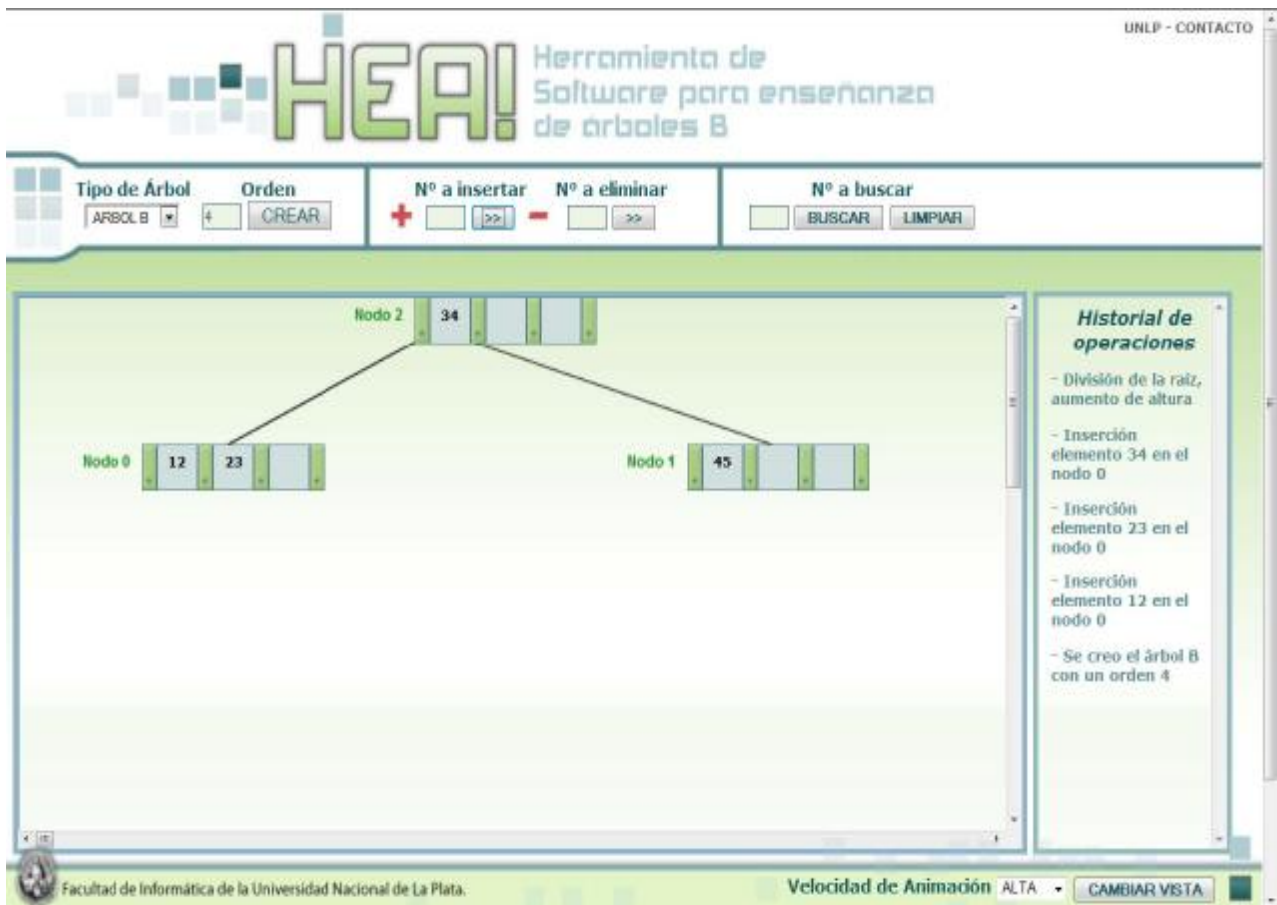 UNLP - CONTACTO
HEA!
Herramienta de
Software para enseñanza
de árboles B
Tipo de Árbol Orden
ARBOL B 4 CREAR
Nº a insertar Nº a eliminar
+ >> - >>
Nº a buscar
BUSCAR LIMPIAR
Nodo 2 34
Nodo 0 12 23
Nodo 1 45
Historial de
operaciones
- División de la raíz,
aumento de altura
- Inserción
elemento 34 en el
nodo 0
- Inserción
elemento 23 en el
nodo 0
- Inserción
elemento 12 en el
nodo 0
- Se creo el árbol B
con un orden 4
Facultad de Informática de la Universidad Nacional de La Plata.
Velocidad de Animación ALTA CAMBIAR VISTA